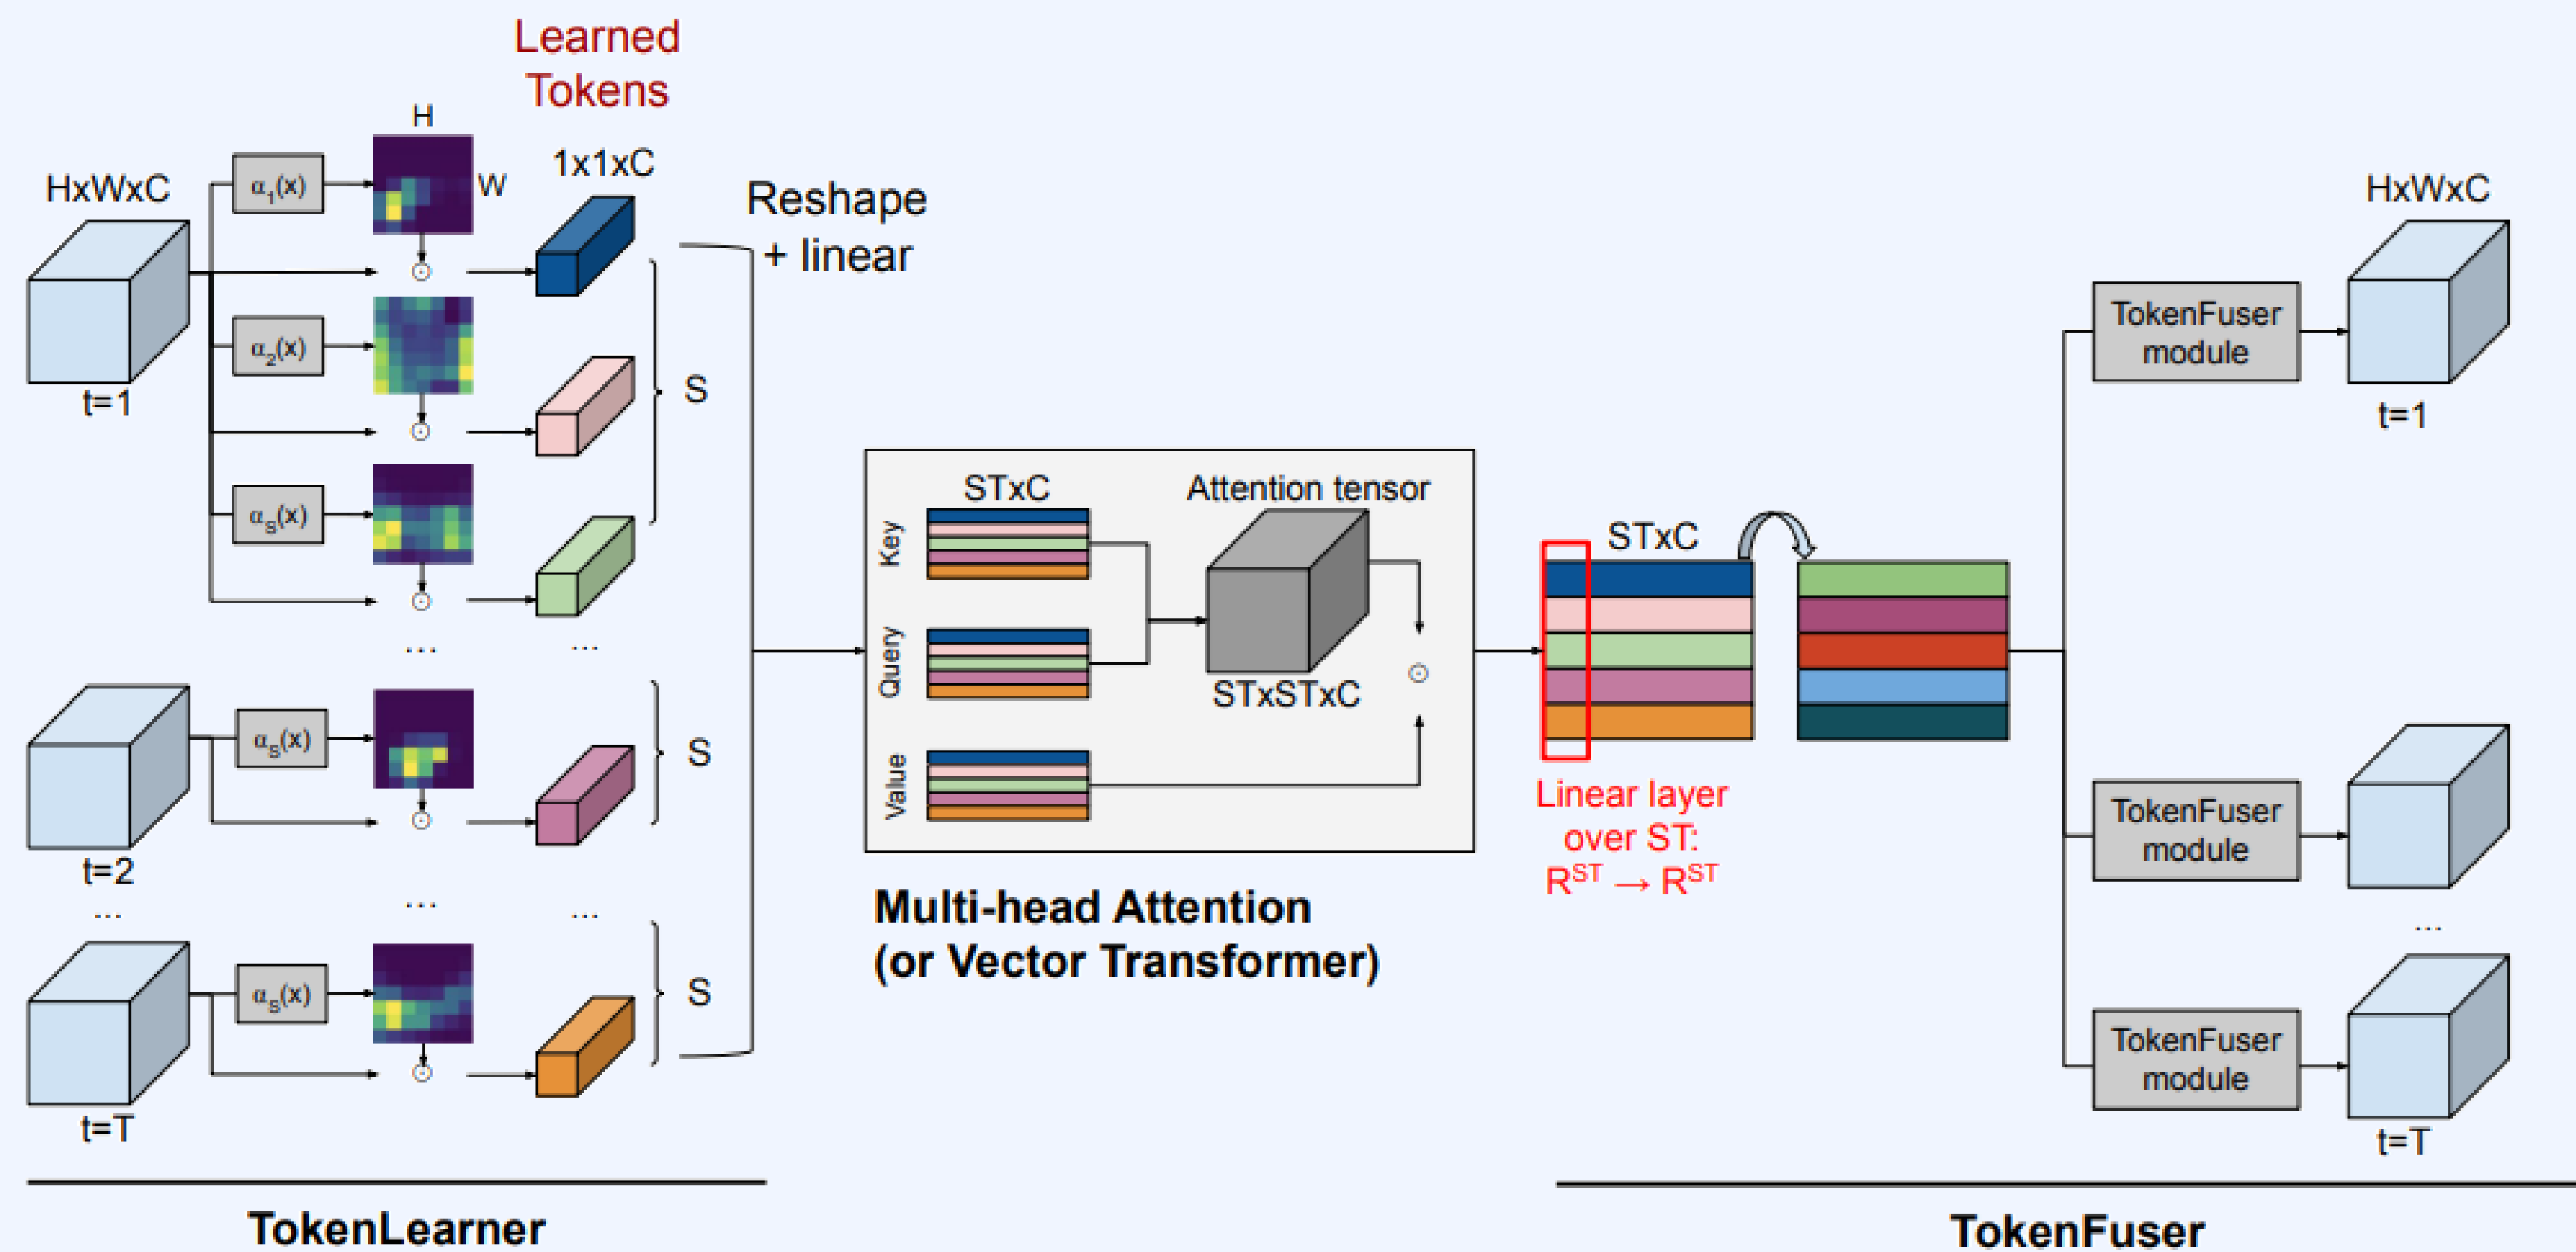 Learned
Tokens
H
W
1x1xC
HxWxC
α₁(x)
t=1
α₂(x)
αₛ(x)
S
...
...
αₛ(x)
S
t=2
...
...
...
αₛ(x)
S
t=T
TokenLearner
Reshape
+ linear
STxC
Attention tensor
Key
Query
Value
STxSTxC
Multi-head Attention
(or Vector Transformer)
STxC
Linear layer
over ST:
Rˢᵀ → Rˢᵀ
HxWxC
TokenFuser
module
t=1
TokenFuser
module
...
TokenFuser
module
t=T
TokenFuser